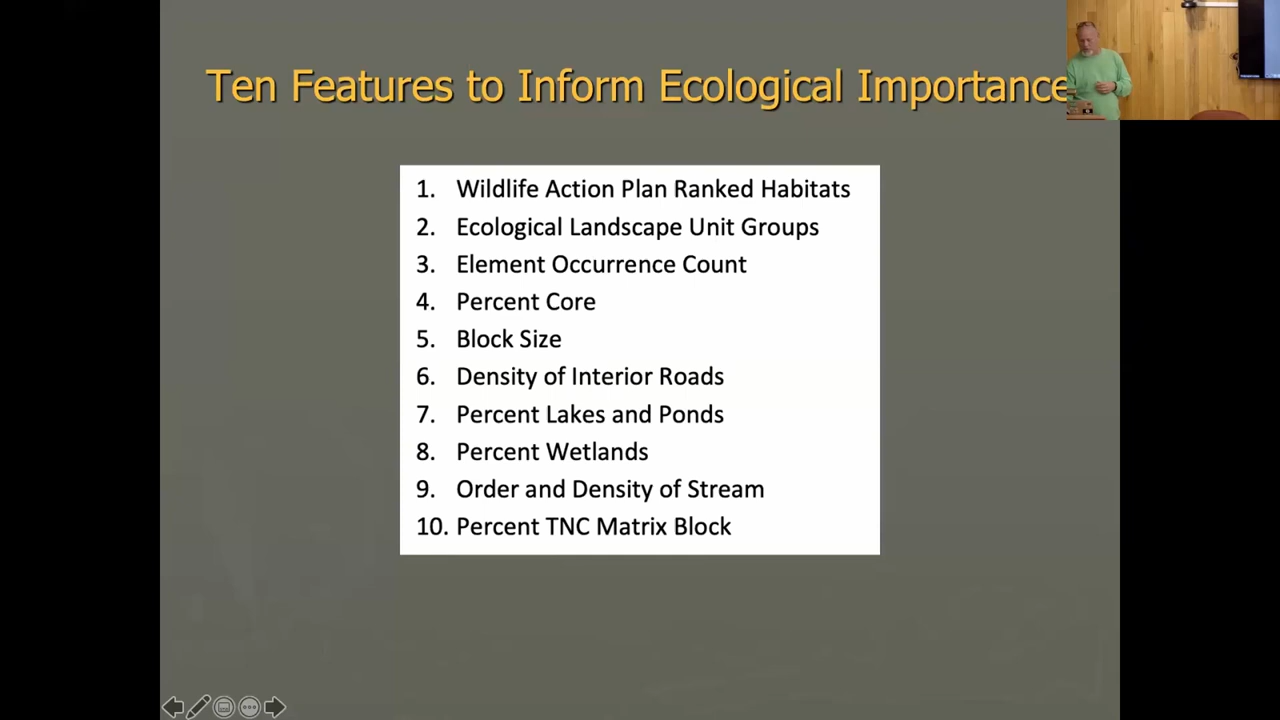 Ten Features to Inform Ecological Importance
1. Wildlife Action Plan Ranked Habitats
2. Ecological Landscape Unit Groups
3. Element Occurrence Count
4. Percent Core
5. Block Size
6. Density of Interior Roads
7. Percent Lakes and Ponds
8. Percent Wetlands
9. Order and Density of Stream
10. Percent TNC Matrix Block